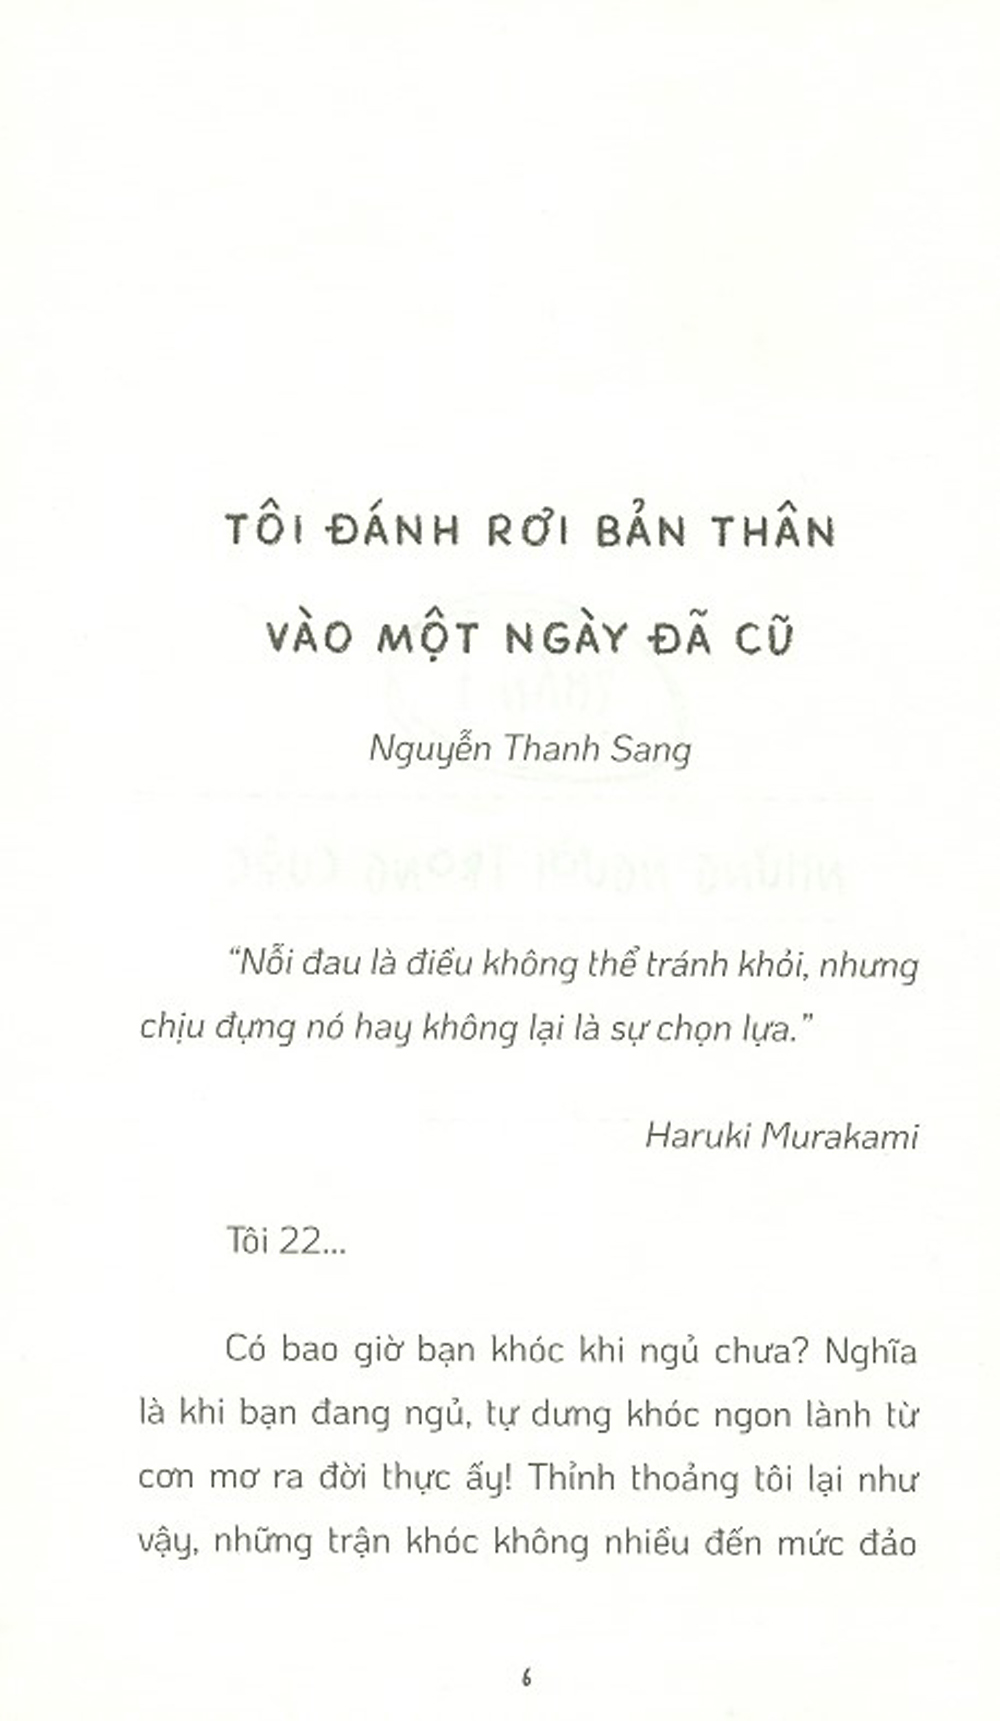 TÔI ĐÁNH RƠI BẢN THÂN
VÀO MỘT NGÀY ĐÃ CŨ
Nguyễn Thanh Sang
“Nỗi đau là điều không thể tránh khỏi, nhưng
chịu đựng nó hay không lại là sự chọn lựa.”
Haruki Murakami
Tôi 22...
Có bao giờ bạn khóc khi ngủ chưa? Nghĩa
là khi bạn đang ngủ, tự dưng khóc ngon lành từ
cơn mơ ra đời thực ấy! Thỉnh thoảng tôi lại như
vậy, những trận khóc không nhiều đến mức đảo
6